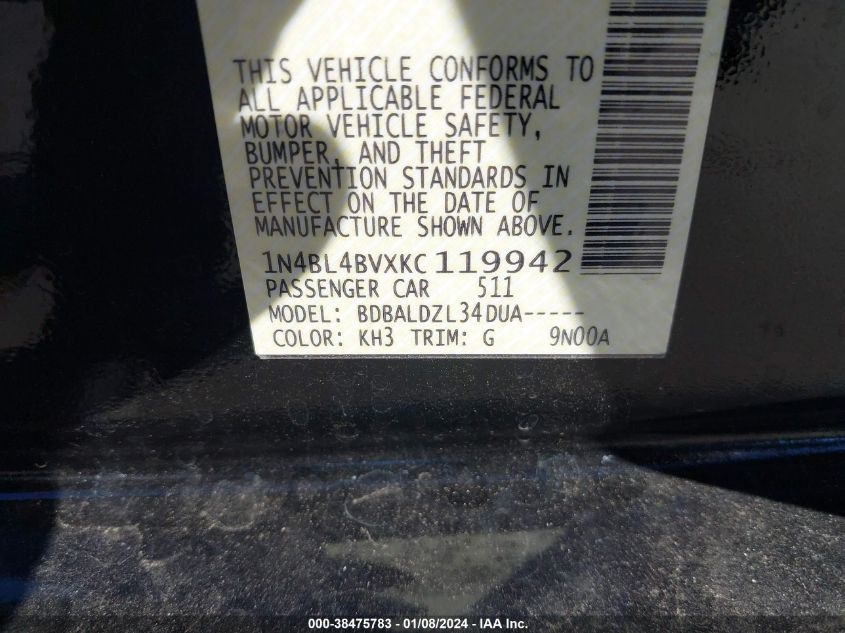 THIS VEHICLE CONFORMS TO
ALL APPLICABLE FEDERAL
MOTOR VEHICLE SAFETY,
BUMPER, AND THEFT
PREVENTION STANDARDS IN
EFFECT ON THE DATE OF
MANUFACTURE SHOWN ABOVE.
1N4BL4BVXKC119942
PASSENGER CAR 511
MODEL: BDBALDZL34DUA-----
COLOR: KH3 TRIM: G 9N00A
000-38475783 - 01/08/2024 - IAA Inc.